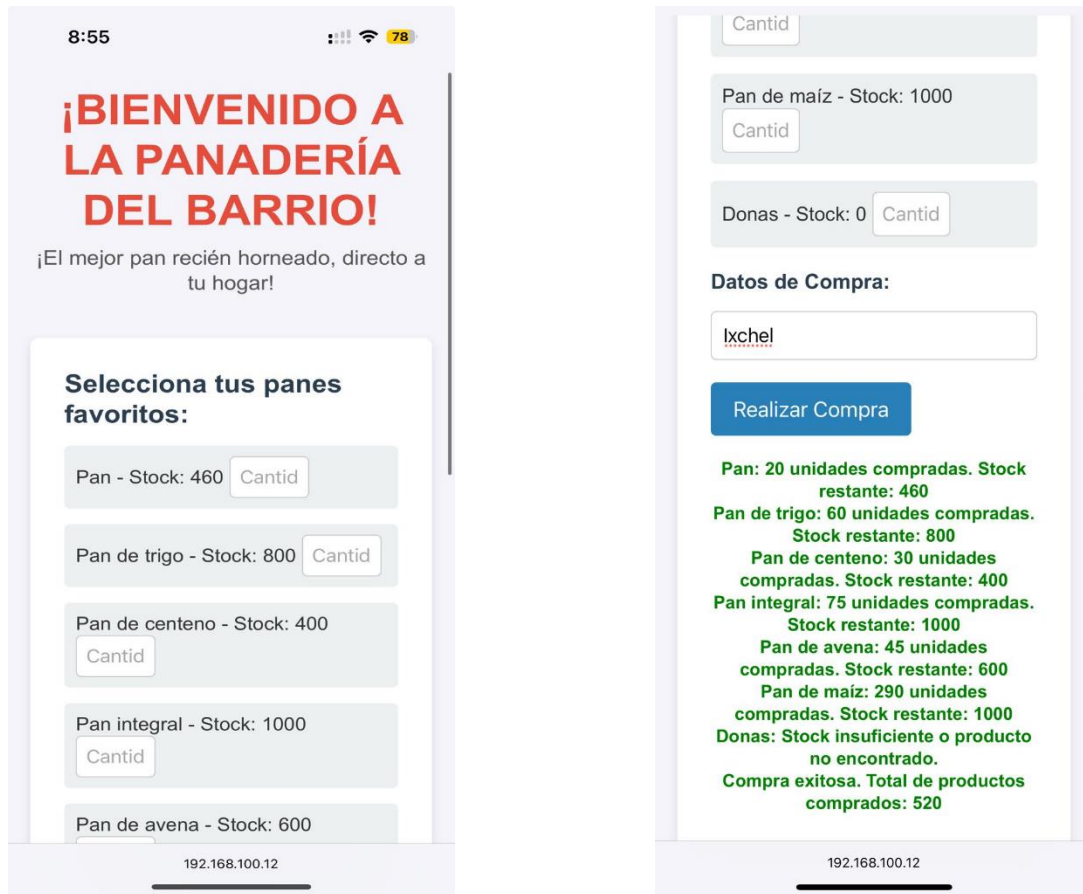 8:55
78
¡BIENVENIDO A
LA PANADERÍA
DEL BARRIO!
¡El mejor pan recién horneado, directo a
tu hogar!
Selecciona tus panes
favoritos:
Pan - Stock: 460 Cantid
Pan de trigo - Stock: 800 Cantid
Pan de centeno - Stock: 400
Cantid
Pan integral - Stock: 1000
Cantid
Pan de avena - Stock: 600
192.168.100.12
Cantid
Pan de maíz - Stock: 1000
Cantid
Donas - Stock: 0 Cantid
Datos de Compra:
Ixchel
Realizar Compra
Pan: 20 unidades compradas. Stock
restante: 460
Pan de trigo: 60 unidades compradas.
Stock restante: 800
Pan de centeno: 30 unidades
compradas. Stock restante: 400
Pan integral: 75 unidades compradas.
Stock restante: 1000
Pan de avena: 45 unidades
compradas. Stock restante: 600
Pan de maíz: 290 unidades
compradas. Stock restante: 1000
Donas: Stock insuficiente o producto
no encontrado.
Compra exitosa. Total de productos
comprados: 520
192.168.100.12